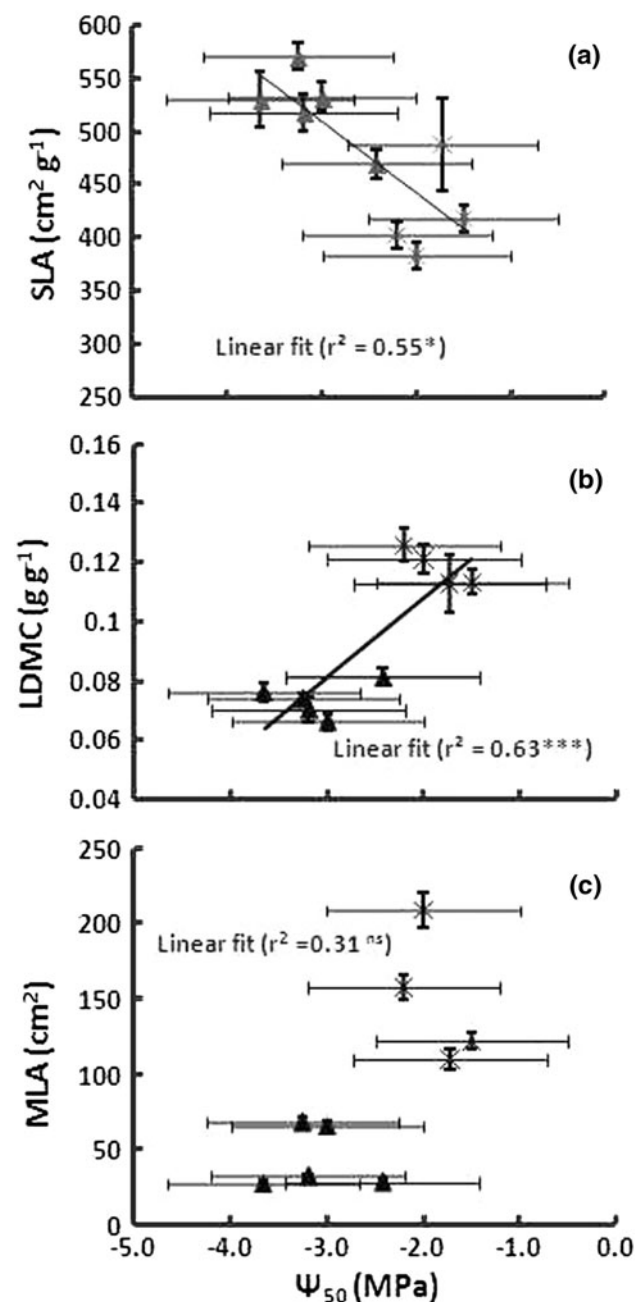 (a)
600
550
500
450
400
350
300
250
SLA (cm² g⁻¹)
Linear fit (r² = 0.55*)
(b)
0.16
0.14
0.12
0.1
0.08
0.06
0.04
LDMC (g g⁻¹)
Linear fit (r² = 0.63***)
(c)
250
200
150
100
50
0
MLA (cm²)
Linear fit (r² =0.31 ⁿˢ)
-5.0 -4.0 -3.0 -2.0 -1.0 0.0
Ψ₅₀ (MPa)